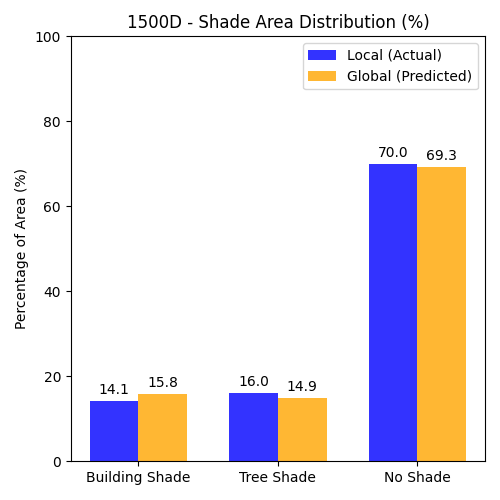 1500D - Shade Area Distribution (%)
Local (Actual)
Global (Predicted)
Percentage of Area (%)
100
80
60
40
20
0
14.1
15.8
16.0
14.9
70.0
69.3
Building Shade
Tree Shade
No Shade